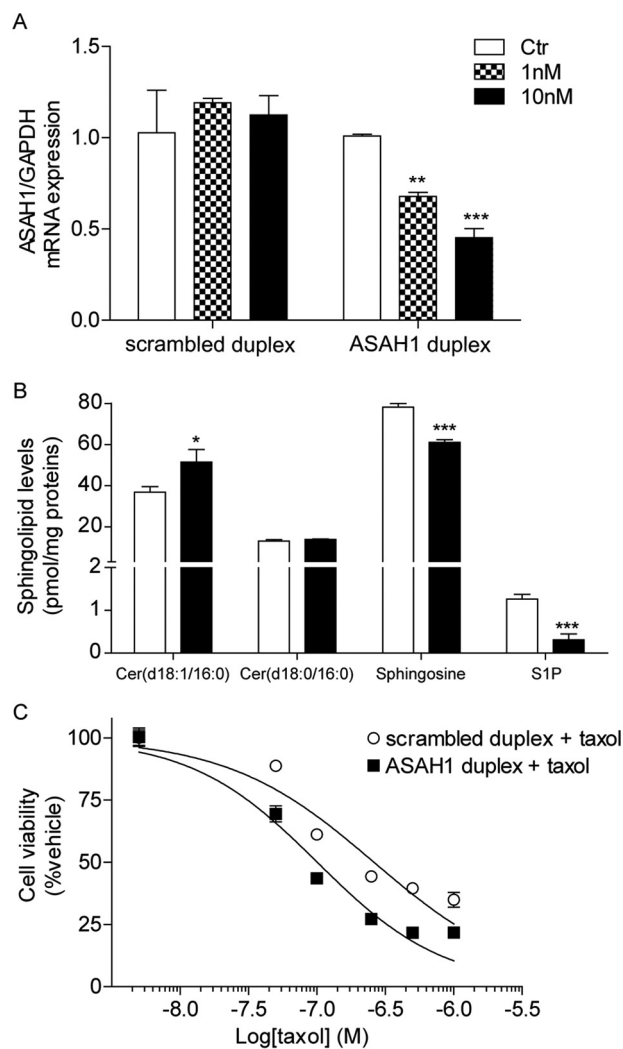 A
ASAH1/GAPDH
mRNA expression
1.5
1.0
0.5
0.0
Ctr
1nM
10nM
**
***
scrambled duplex
ASAH1 duplex
B
Sphingolipid levels
(pmol/mg proteins)
80
60
40
20
2
2
1
0
*
***
***
Cer(d18:1/16:0)
Cer(d18:0/16:0)
Sphingosine
S1P
C
Cell viability
(%vehicle)
100
75
50
25
0
scrambled duplex + taxol
ASAH1 duplex + taxol
-8.0
-7.5
-7.0
-6.5
-6.0
-5.5
Log[taxol] (M)